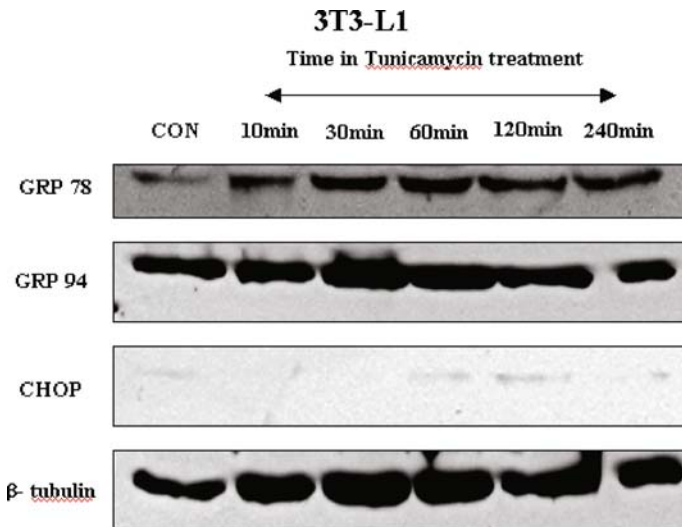 3T3-L1
Time in Tunicamycin treatment
CON 10min 30min 60min 120min 240min
GRP 78
GRP 94
CHOP
β- tubulin